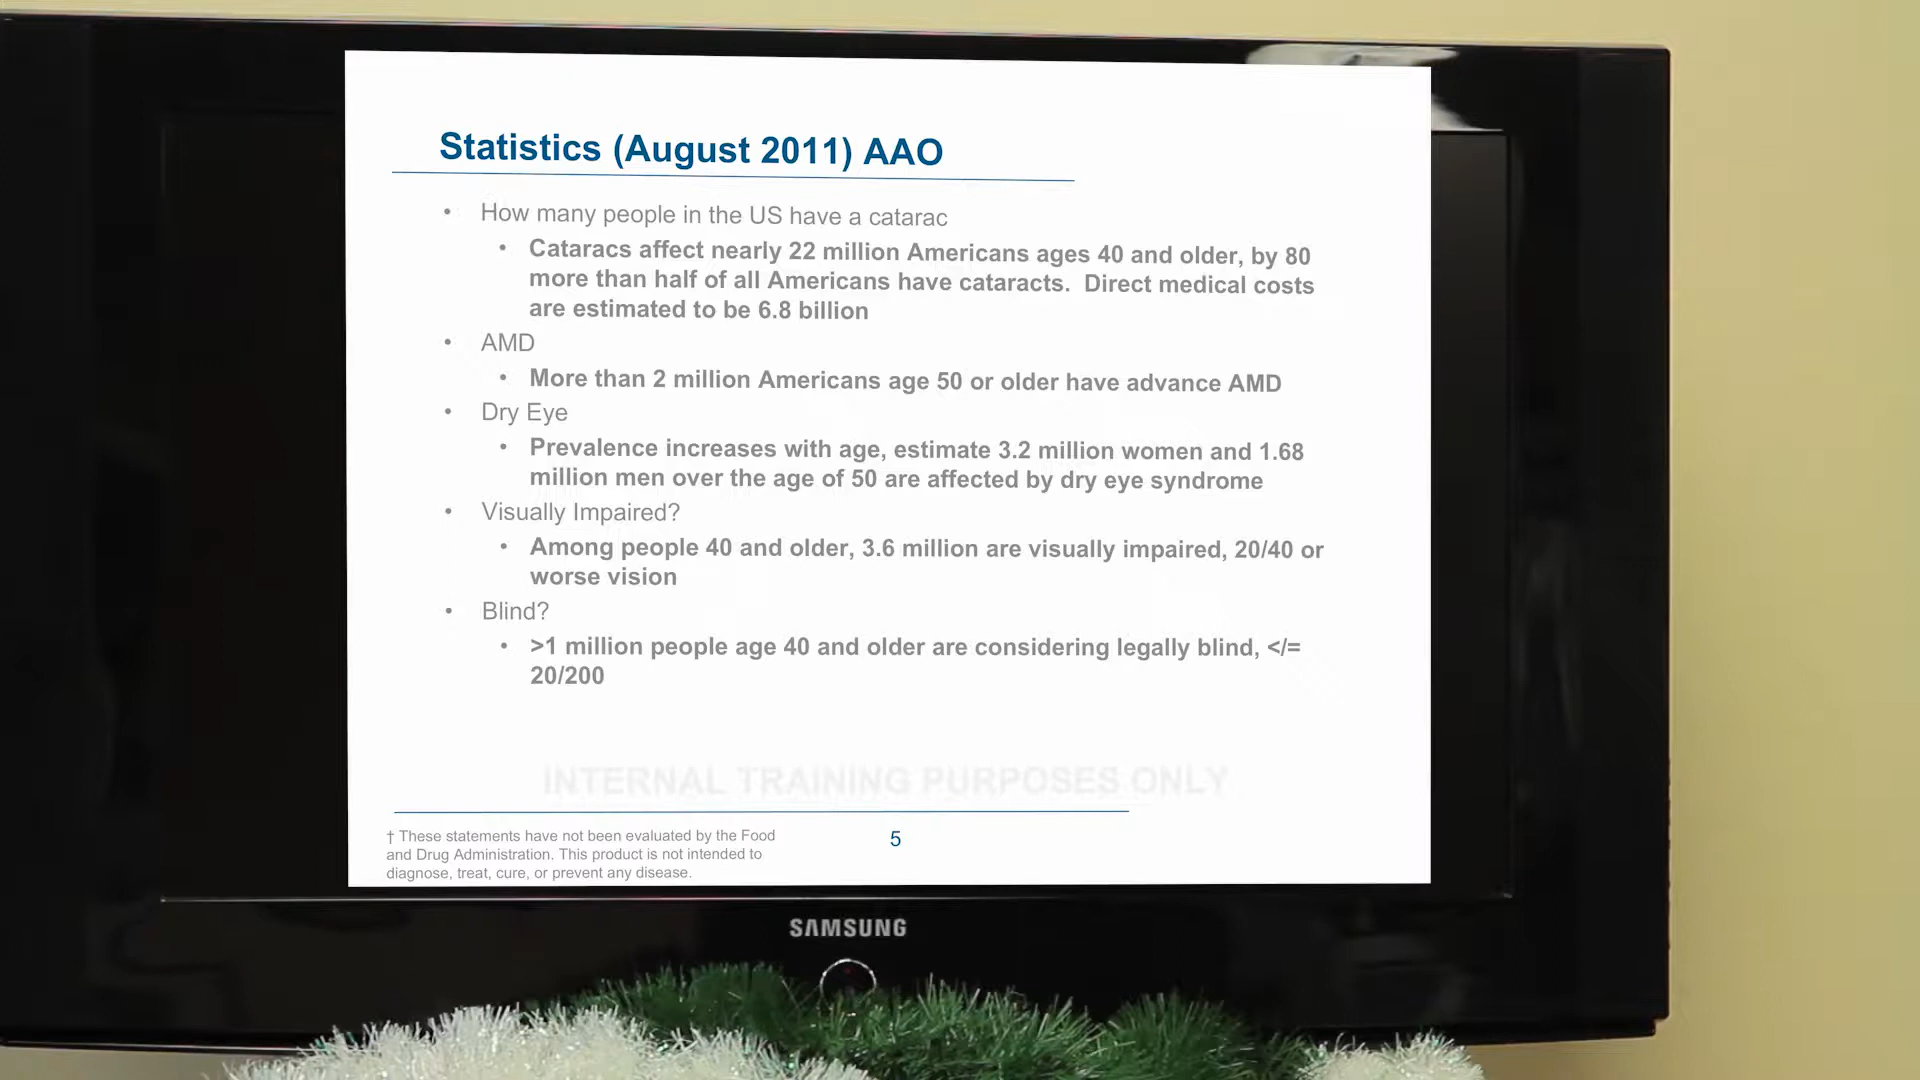 Statistics (August 2011) AAO
• How many people in the US have a catarac
• Cataracs affect nearly 22 million Americans ages 40 and older, by 80
more than half of all Americans have cataracts.  Direct medical costs
are estimated to be 6.8 billion
• AMD
• More than 2 million Americans age 50 or older have advance AMD
• Dry Eye
• Prevalence increases with age, estimate 3.2 million women and 1.68
million men over the age of 50 are affected by dry eye syndrome
• Visually Impaired?
• Among people 40 and older, 3.6 million are visually impaired, 20/40 or
worse vision
• Blind?
• >1 million people age 40 and older are considering legally blind, </=
20/200
INTERNAL TRAINING PURPOSES ONLY
† These statements have not been evaluated by the Food
and Drug Administration. This product is not intended to
diagnose, treat, cure, or prevent any disease.
5
SAMSUNG